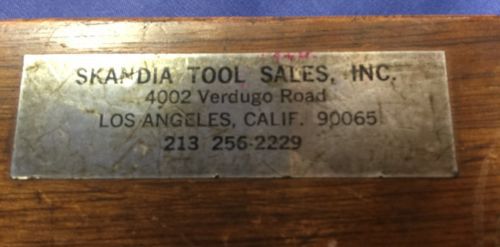 SKANDIA TOOL SALES, INC.
4002 Verdugo Road
LOS ANGELES, CALIF. 90065
213 256-2229